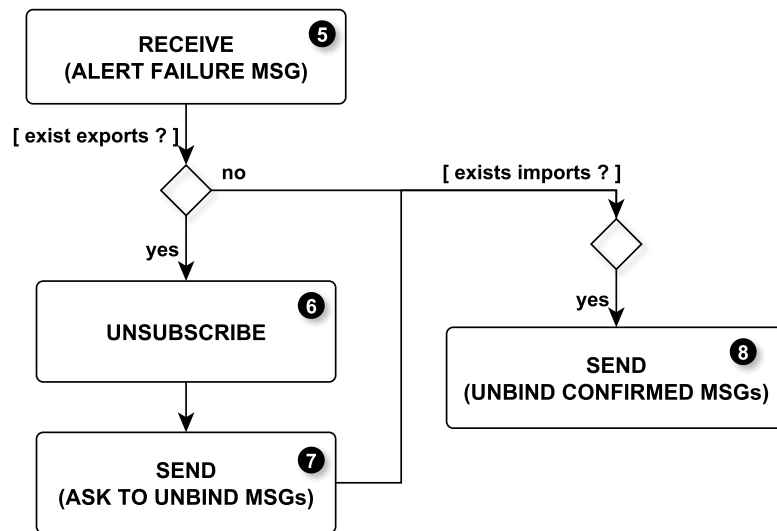 5
RECEIVE
(ALERT FAILURE MSG)
[ exist exports ? ]
no
[ exists imports ? ]
yes
6
UNSUBSCRIBE
yes
8
SEND
(UNBIND CONFIRMED MSGs)
7
SEND
(ASK TO UNBIND MSGs)